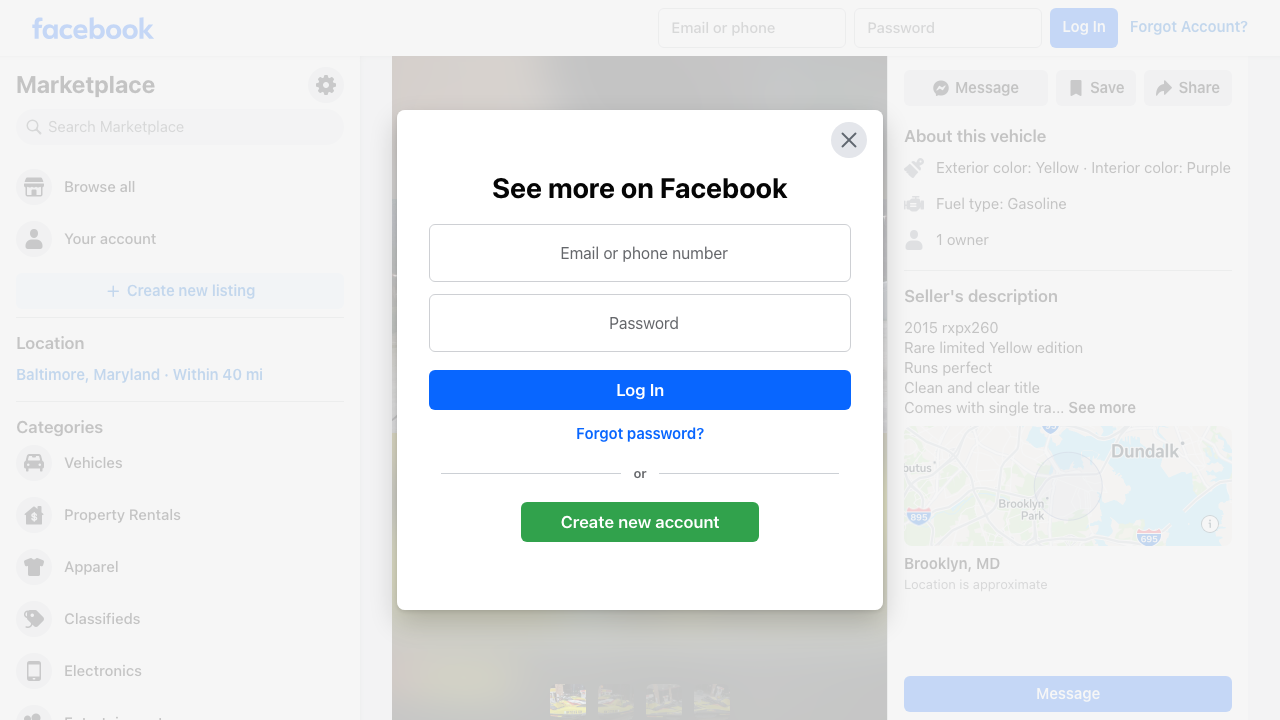 facebook
Email or phone
Password
Log In
Forgot Account?
Marketplace
Search Marketplace
Browse all
Your account
Create new listing
Location
Baltimore, Maryland · Within 40 mi
Categories
Vehicles
Property Rentals
Apparel
Classifieds
Electronics
See more on Facebook
Email or phone number
Password
Log In
Forgot password?
or
Create new account
Message
Save
Share
About this vehicle
Exterior color: Yellow · Interior color: Purple
Fuel type: Gasoline
1 owner
Seller's description
2015 rxpx260
Rare limited Yellow edition
Runs perfect
Clean and clear title
Comes with single tra... See more
Dundalk
Brooklyn
Park
895
695
Brooklyn, MD
Location is approximate
Message